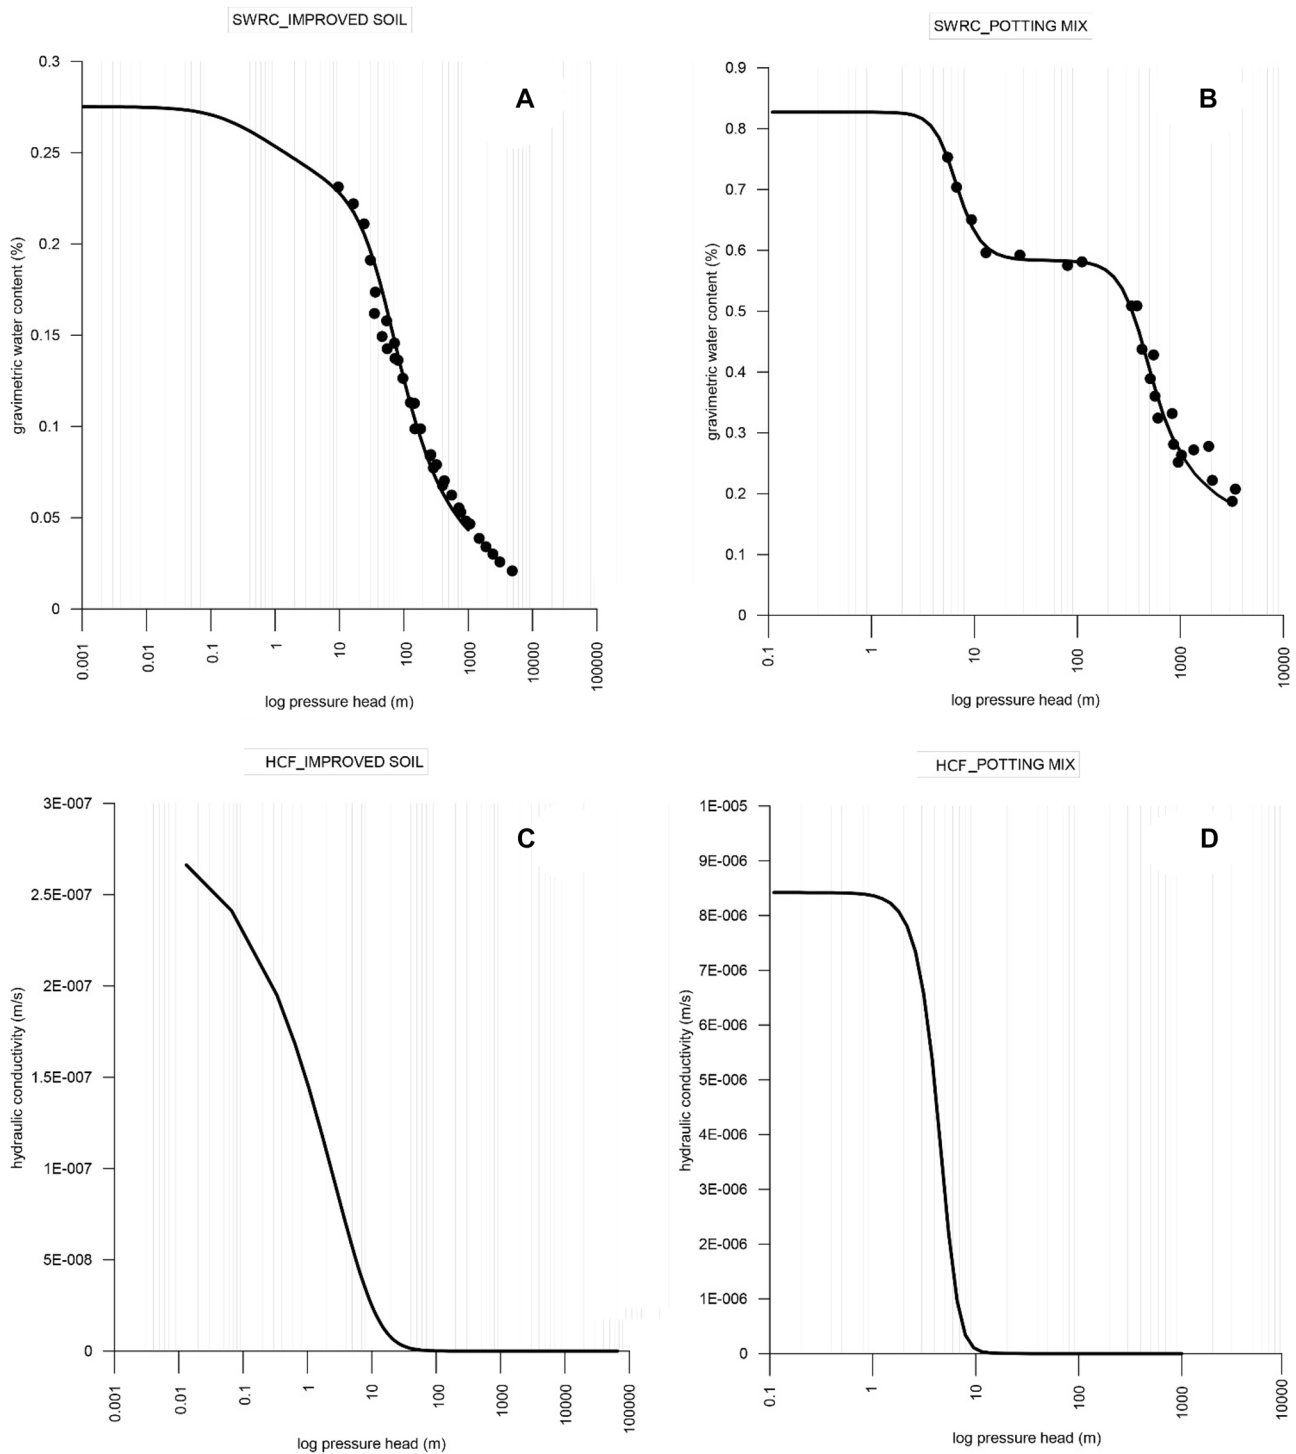 SWRC_IMPROVED SOIL
A
0.3
0.25
0.2
0.15
0.1
0.05
0
gravimetric water content (%)
0.001
0.01
0.1
1
10
100
1000
10000
100000
log pressure head (m)
SWRC_POTTING MIX
B
0.9
0.8
0.7
0.6
0.5
0.4
0.3
0.2
0.1
0
gravimetric water content (%)
0.1
1
10
100
1000
10000
log pressure head (m)
HCF_IMPROVED SOIL
C
3E-007
2.5E-007
2E-007
1.5E-007
1E-007
5E-008
0
hydraulic conductivity (m/s)
0.001
0.01
0.1
1
10
100
1000
10000
100000
log pressure head (m)
HCF_POTTING MIX
D
1E-005
9E-006
8E-006
7E-006
6E-006
5E-006
4E-006
3E-006
2E-006
1E-006
0
hydraulic conductivity (m/s)
0.1
1
10
100
1000
10000
log pressure head (m)